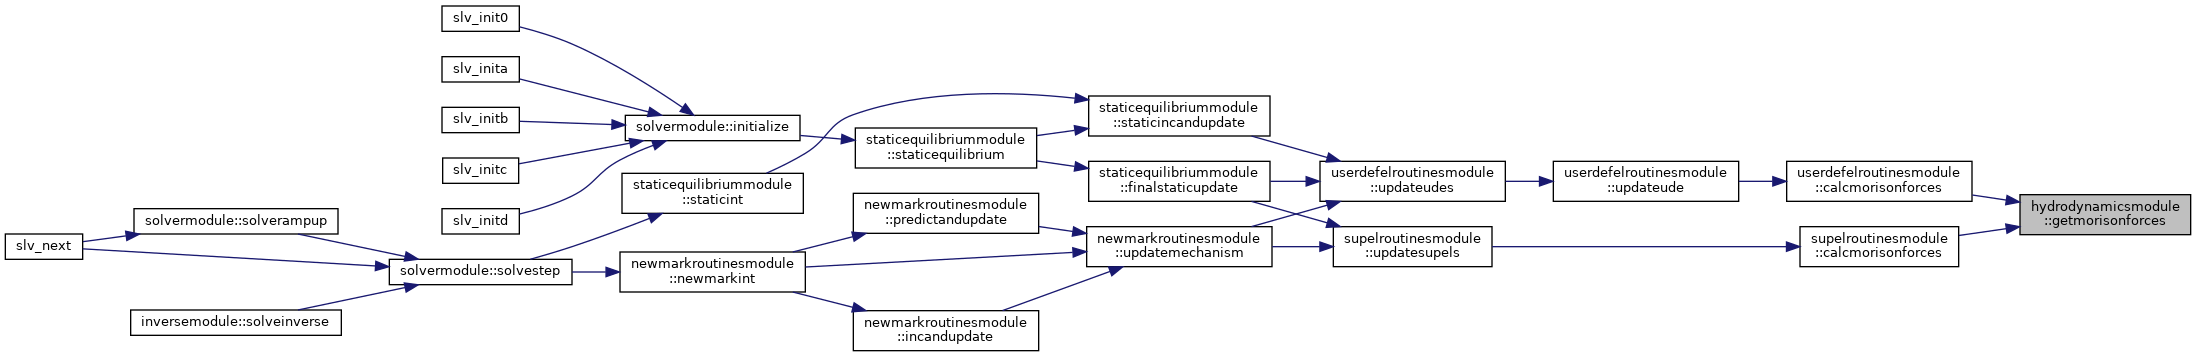 slv_init0
slv_inita
slv_initb
slv_initc
slv_initd
solvermodule::solverampup
slv_next
inversemodule::solveinverse
solvermodule::solvestep
solvermodule::initialize
staticequilibriummodule
::staticint
newmarkroutinesmodule
::newmarkint
staticequilibriummodule
::staticequilibrium
newmarkroutinesmodule
::predictandupdate
newmarkroutinesmodule
::incandupdate
staticequilibriummodule
::staticincandupdate
staticequilibriummodule
::finalstaticupdate
newmarkroutinesmodule
::updatemechanism
userdefelroutinesmodule
::updateudes
supelroutinesmodule
::updatesupels
userdefelroutinesmodule
::updateude
userdefelroutinesmodule
::calcmorisonforces
supelroutinesmodule
::calcmorisonforces
hydrodynamicsmodule
::getmorisonforces